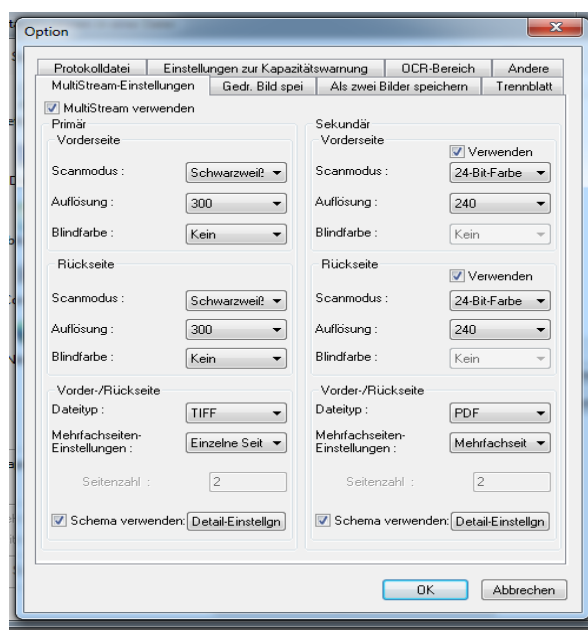 Option
Protokolldatei Einstellungen zur Kapazitätswarnung OCR-Bereich Andere
MultiStream-Einstellungen Gedr. Bild spei Als zwei Bilder speichern Trennblatt
MultiStream verwenden
Primär
Vorderseite
Scanmodus : Schwarzweiß
Auflösung : 300
Blindfarbe : Kein
Rückseite
Scanmodus : Schwarzweiß
Auflösung : 300
Blindfarbe : Kein
Vorder-/Rückseite
Dateityp : TIFF
Mehrfachseiten-
Einstellungen : Einzelne Seit
Seitenzahl : 2
Schema verwenden: Detail-Einstellgn
Sekundär
Vorderseite
Verwenden
Scanmodus : 24-Bit-Farbe
Auflösung : 240
Blindfarbe : Kein
Rückseite
Verwenden
Scanmodus : 24-Bit-Farbe
Auflösung : 240
Blindfarbe : Kein
Vorder-/Rückseite
Dateityp : PDF
Mehrfachseiten-
Einstellungen : Mehrfachseit
Seitenzahl : 2
Schema verwenden: Detail-Einstellgn
OK Abbrechen